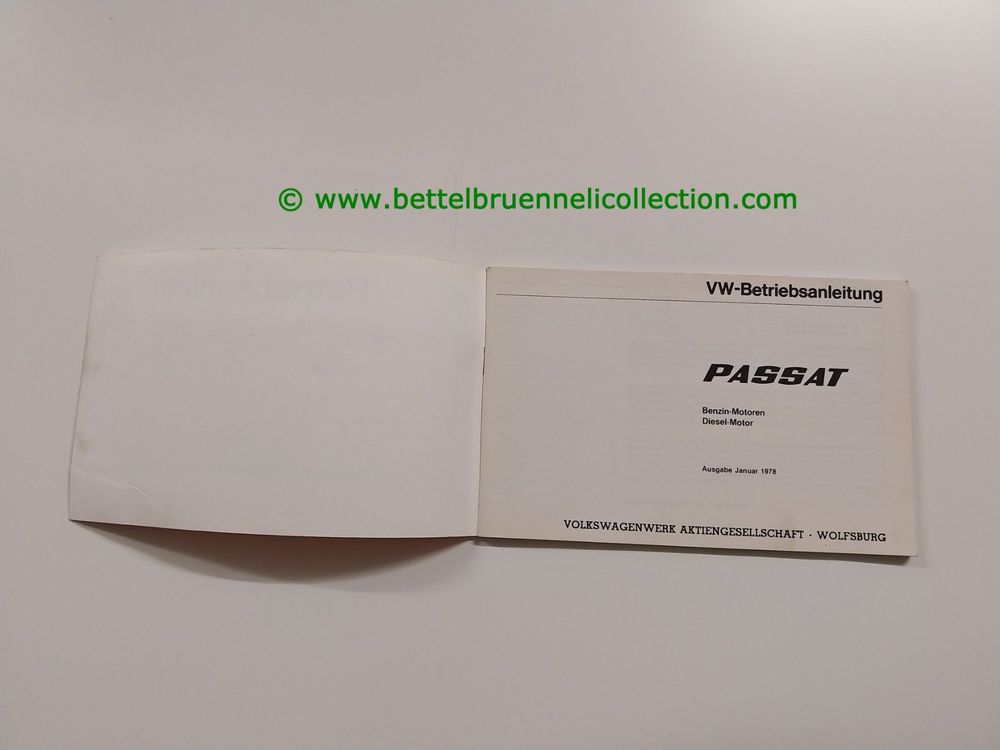 © www.bettelbruennelicollection.com
VW-Betriebsanleitung
PASSAT
Benzin-Motoren
Diesel-Motor
Ausgabe Januar 1978
VOLKSWAGENWERK AKTIENGESELLSCHAFT · WOLFSBURG